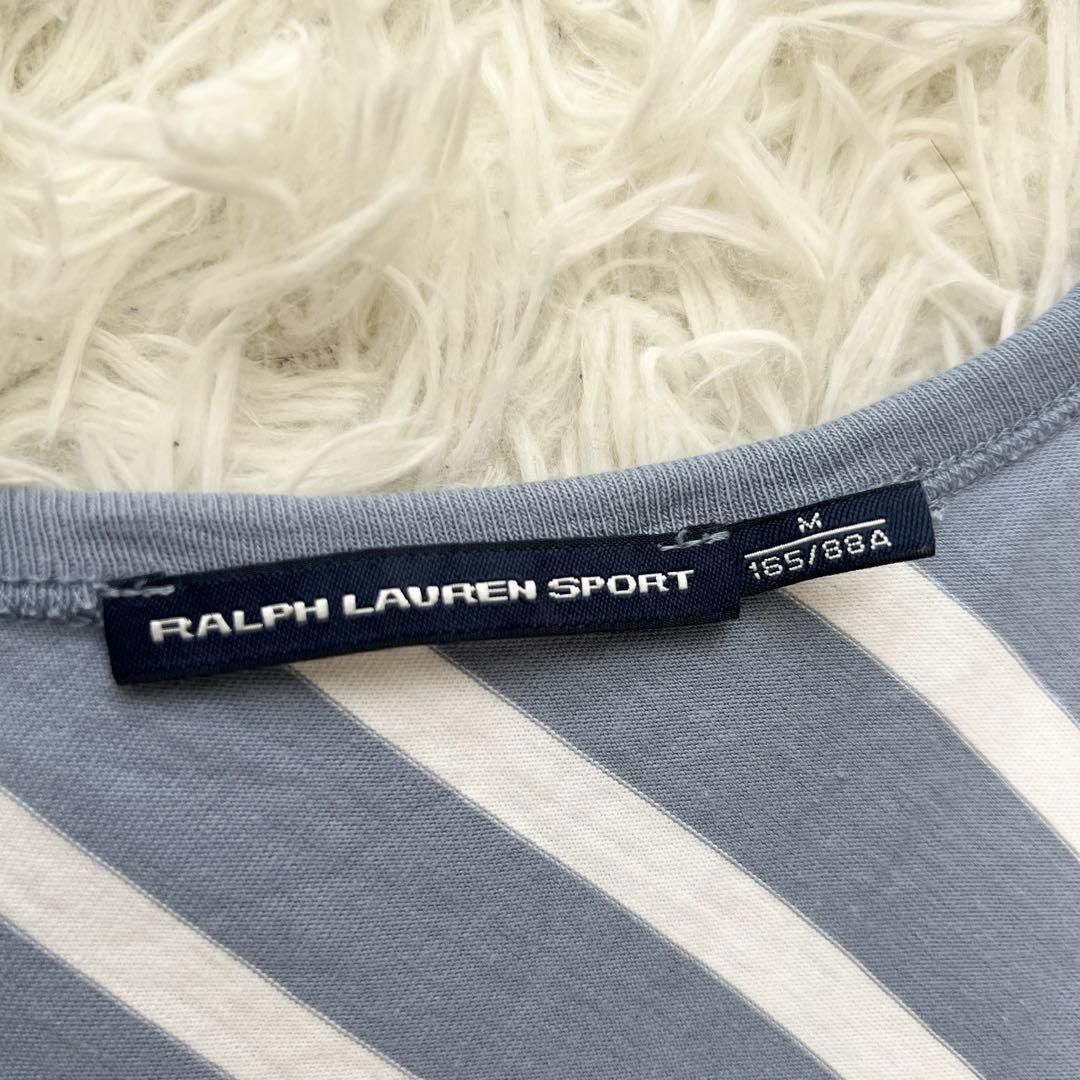 RALPH LAUREN SPORT
M
165/88A